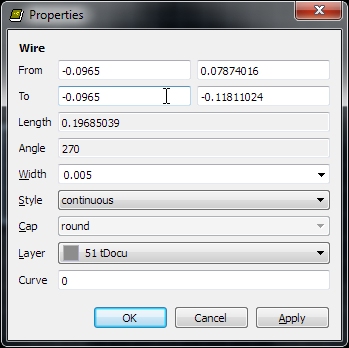 Properties
Wire
From -0.0965 0.07874016
To -0.0965 -0.11811024
Length 0.19685039
Angle 270
Width 0.005
Style continuous
Cap round
Layer 51 tDocu
Curve 0
OK Cancel Apply